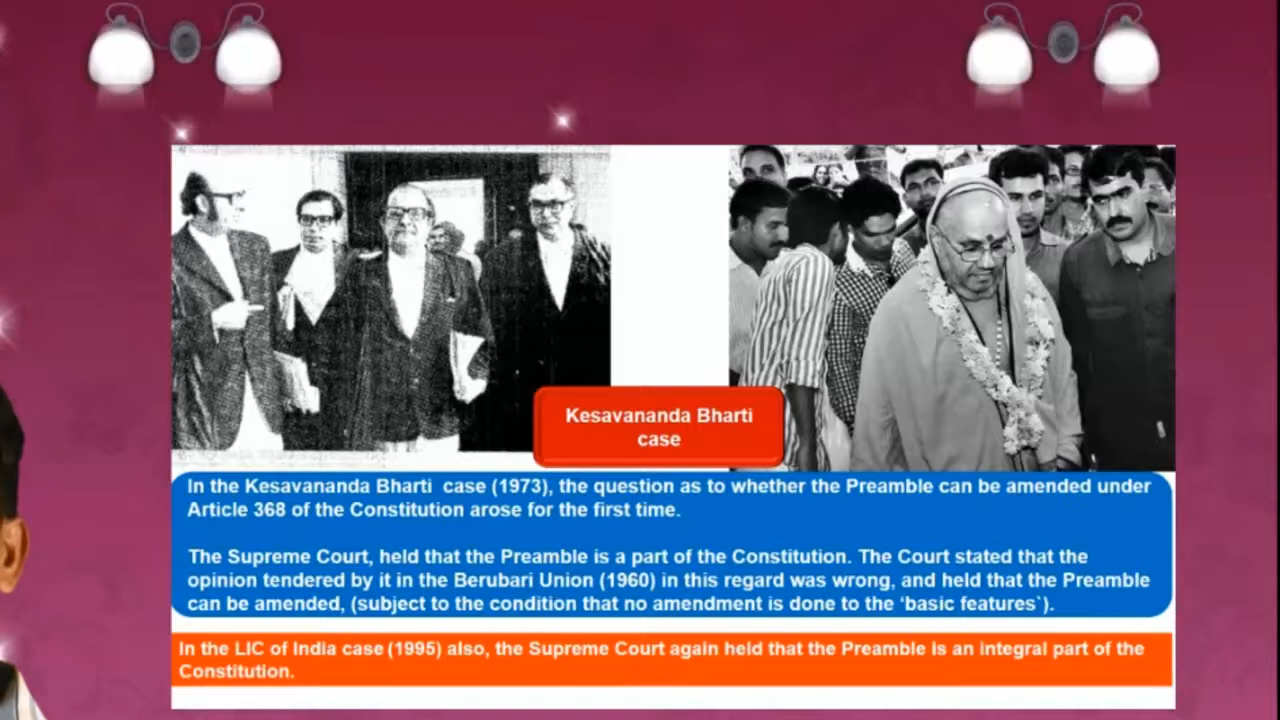 Kesavananda Bharti
case
In the Kesavananda Bharti case (1973), the question as to whether the Preamble can be amended under
Article 368 of the Constitution arose for the first time.
The Supreme Court, held that the Preamble is a part of the Constitution. The Court stated that the
opinion tendered by it in the Berubari Union (1960) in this regard was wrong, and held that the Preamble
can be amended, (subject to the condition that no amendment is done to the ‘basic features`).
In the LIC of India case (1995) also, the Supreme Court again held that the Preamble is an integral part of the
Constitution.